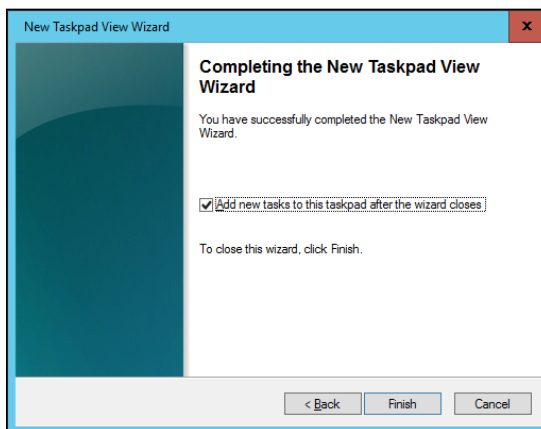 New Taskpad View Wizard
x
Completing the New Taskpad View
Wizard
You have successfully completed the New Taskpad View
Wizard.
Add new tasks to this taskpad after the wizard closes
To close this wizard, click Finish.
< Back Finish Cancel